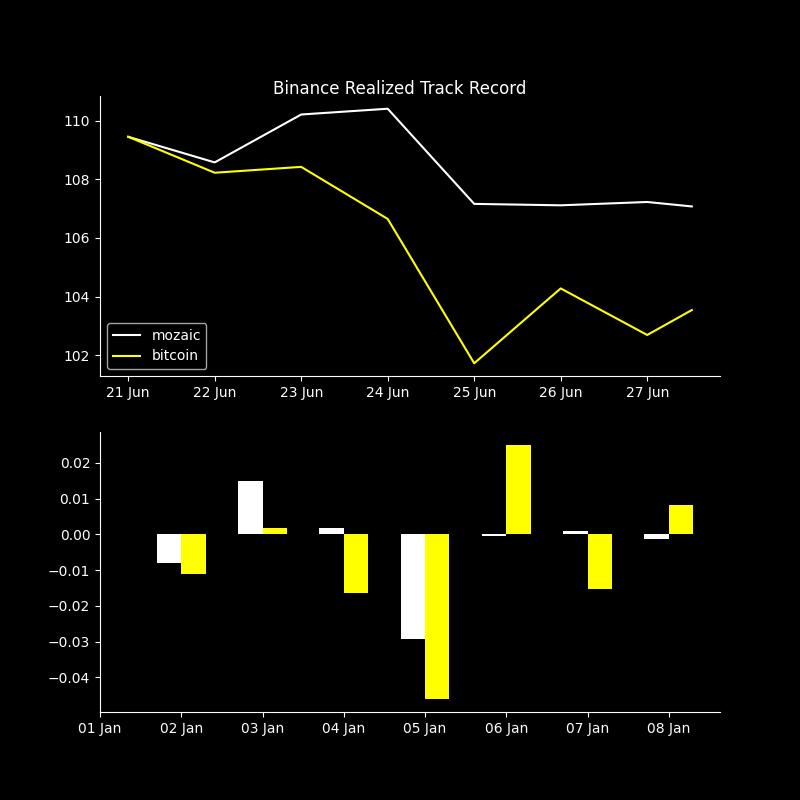 Binance Realized Track Record
110
108
106
104
102
mozaic
bitcoin
21 Jun 22 Jun 23 Jun 24 Jun 25 Jun 26 Jun 27 Jun
0.02
0.01
0.00
−0.01
−0.02
−0.03
−0.04
01 Jan 02 Jan 03 Jan 04 Jan 05 Jan 06 Jan 07 Jan 08 Jan